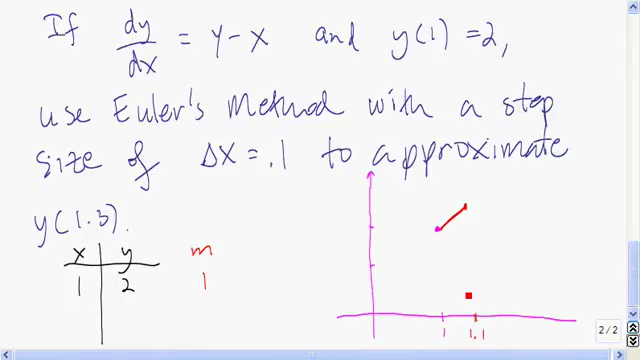 If dy/dx = y - x and y(1) = 2,
use Euler's Method with a step
size of Δx = .1 to approximate
y(1.3).
x y m
1 2 1
1 1.1
2/2